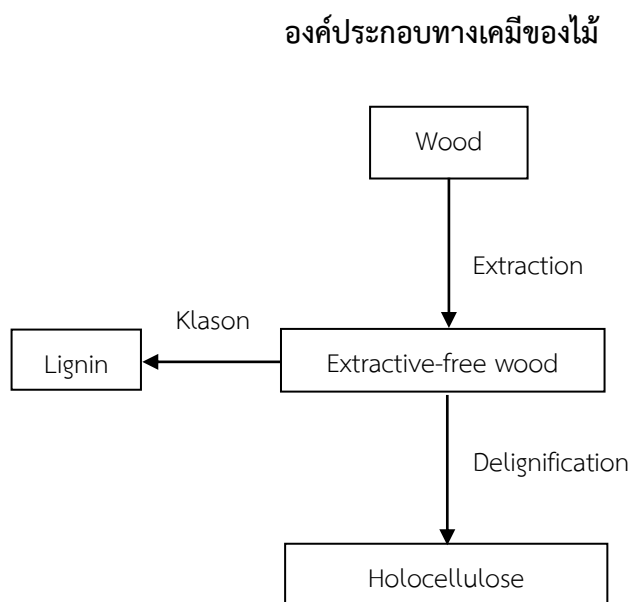 องค์ประกอบทางเคมีของไม้
Wood
Extraction
Klason
Lignin
Extractive-free wood
Delignification
Holocellulose